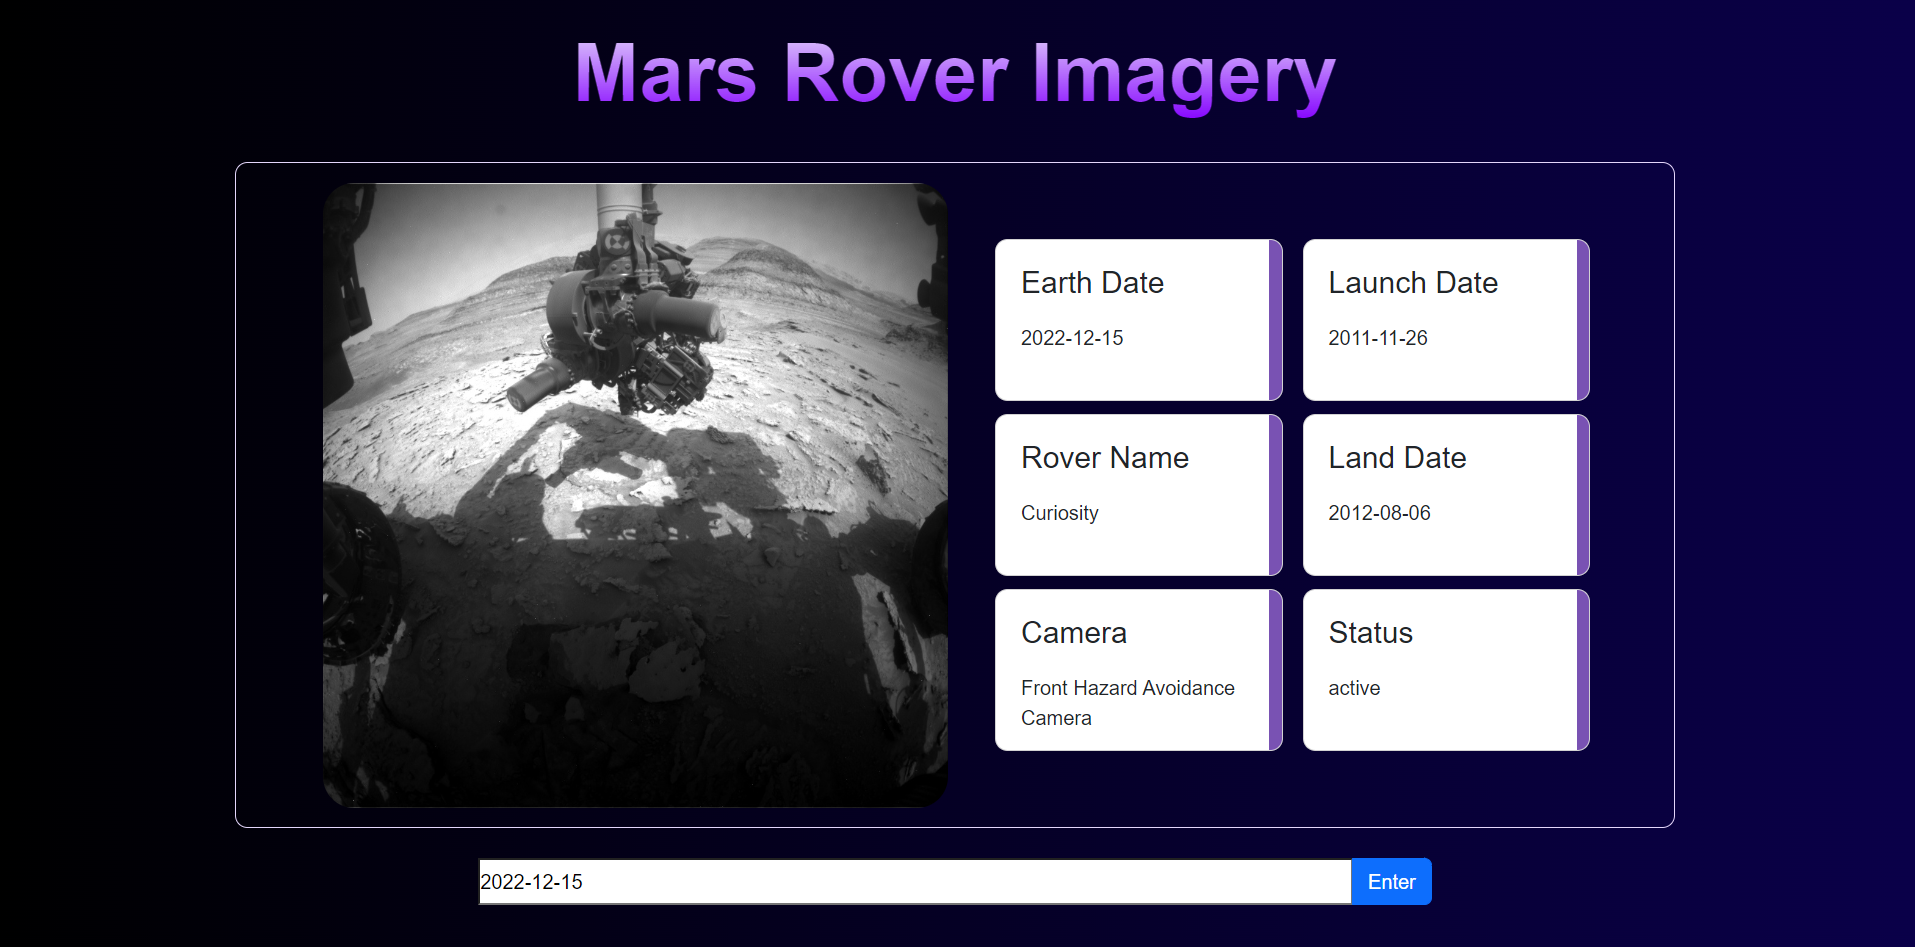 Mars Rover Imagery
Earth Date
2022-12-15
Launch Date
2011-11-26
Rover Name
Curiosity
Land Date
2012-08-06
Camera
Front Hazard Avoidance
Camera
Status
active
2022-12-15
Enter